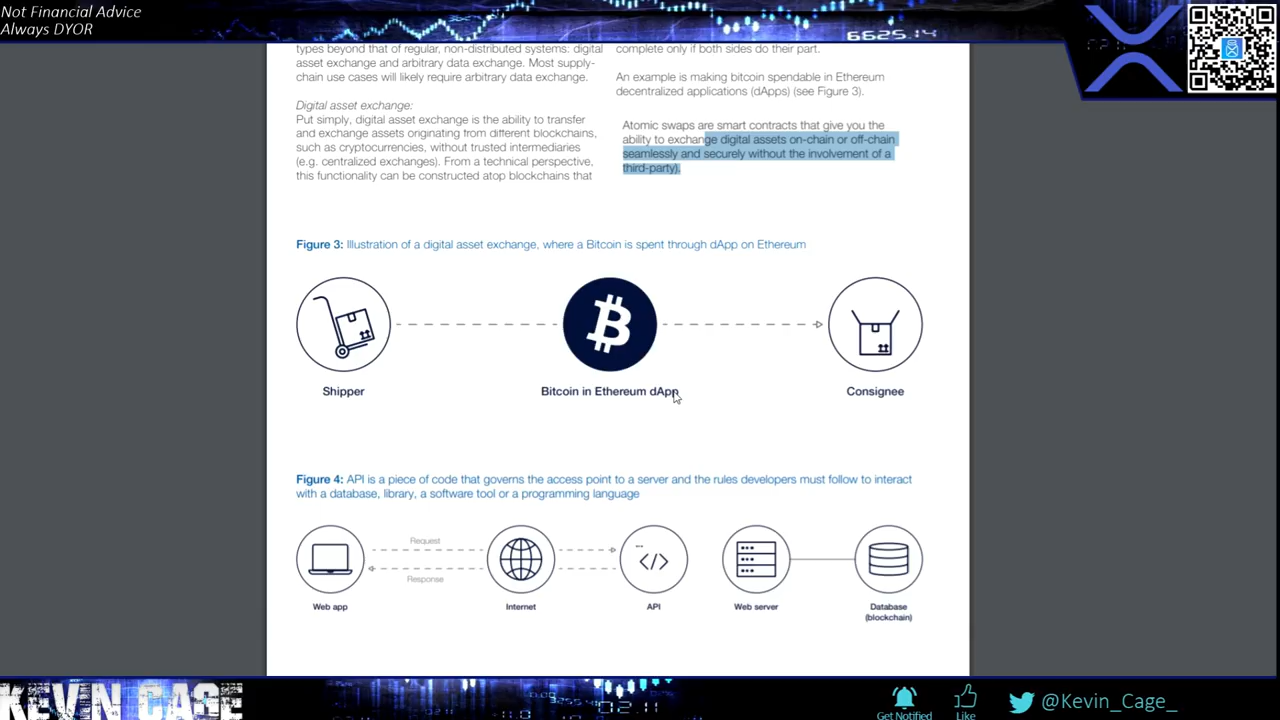 Not Financial Advice
Always DYOR
6625.14
types beyond that of regular, non-distributed systems: digital
asset exchange and arbitrary data exchange. Most supply-
chain use cases will likely require arbitrary data exchange.
Digital asset exchange:
Put simply, digital asset exchange is the ability to transfer
and exchange assets originating from different blockchains,
such as cryptocurrencies, without trusted intermediaries
(e.g. centralized exchanges). From a technical perspective,
this functionality can be constructed atop blockchains that
complete only if both sides do their part.
An example is making bitcoin spendable in Ethereum
decentralized applications (dApps) (see Figure 3).
Atomic swaps are smart contracts that give you the
ability to exchange digital assets on-chain or off-chain
seamlessly and securely without the involvement of a
third-party).
Figure 3: Illustration of a digital asset exchange, where a Bitcoin is spent through dApp on Ethereum
Shipper
Bitcoin in Ethereum dApp
Consignee
Figure 4: API is a piece of code that governs the access point to a server and the rules developers must follow to interact
with a database, library, a software tool or a programming language
Request
Response
</>
Web app
Internet
API
Web server
Database
(blockchain)
KEVIN CAGE
Get Notified
Like
@Kevin_Cage_